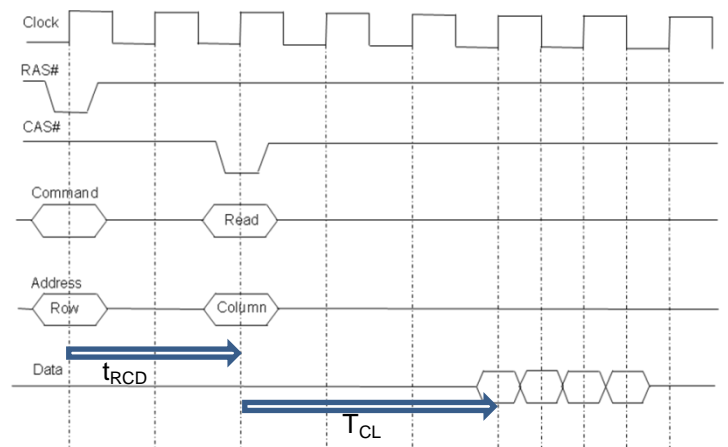 Clock
RAS#
CAS#
Command
Read
Address
Row
Column
tRCD
Data
TCL